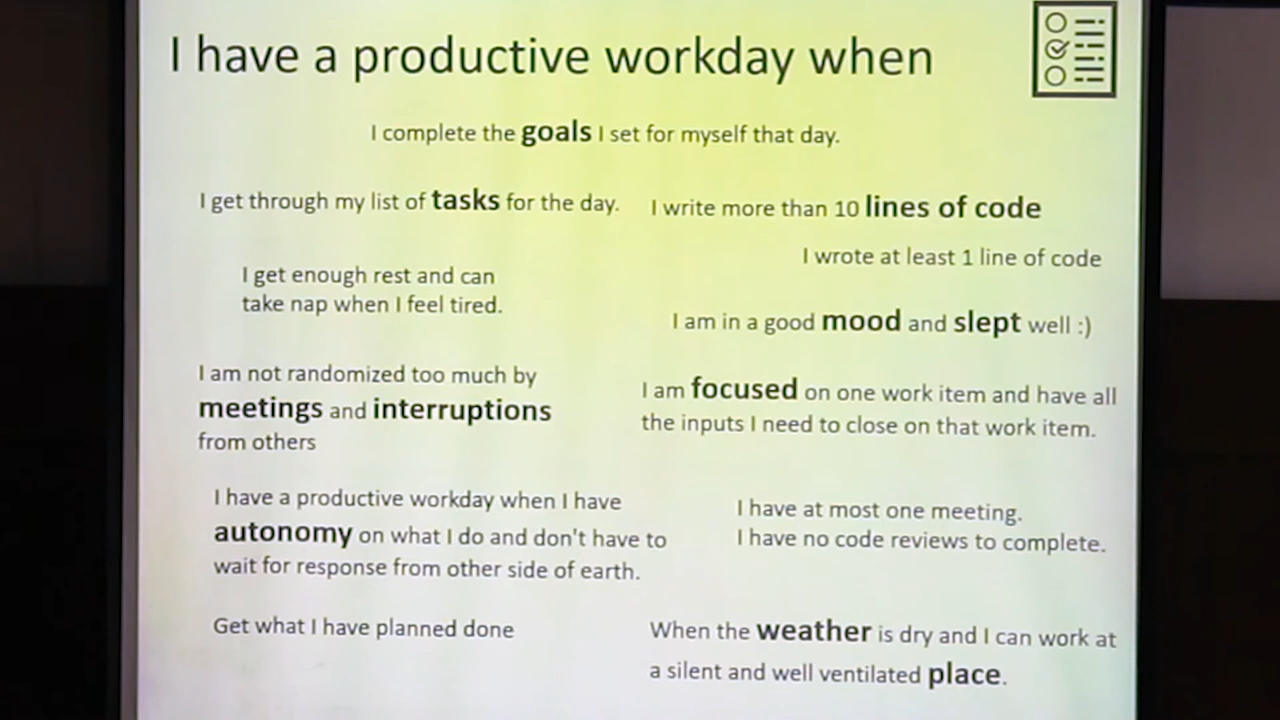 I have a productive workday when
I complete the goals I set for myself that day.
I get through my list of tasks for the day.
I write more than 10 lines of code
I wrote at least 1 line of code
I get enough rest and can
take nap when I feel tired.
I am in a good mood and slept well :)
I am not randomized too much by
meetings and interruptions
from others
I am focused on one work item and have all
the inputs I need to close on that work item.
I have a productive workday when I have
autonomy on what I do and don't have to
wait for response from other side of earth.
I have at most one meeting.
I have no code reviews to complete.
Get what I have planned done
When the weather is dry and I can work at
a silent and well ventilated place.